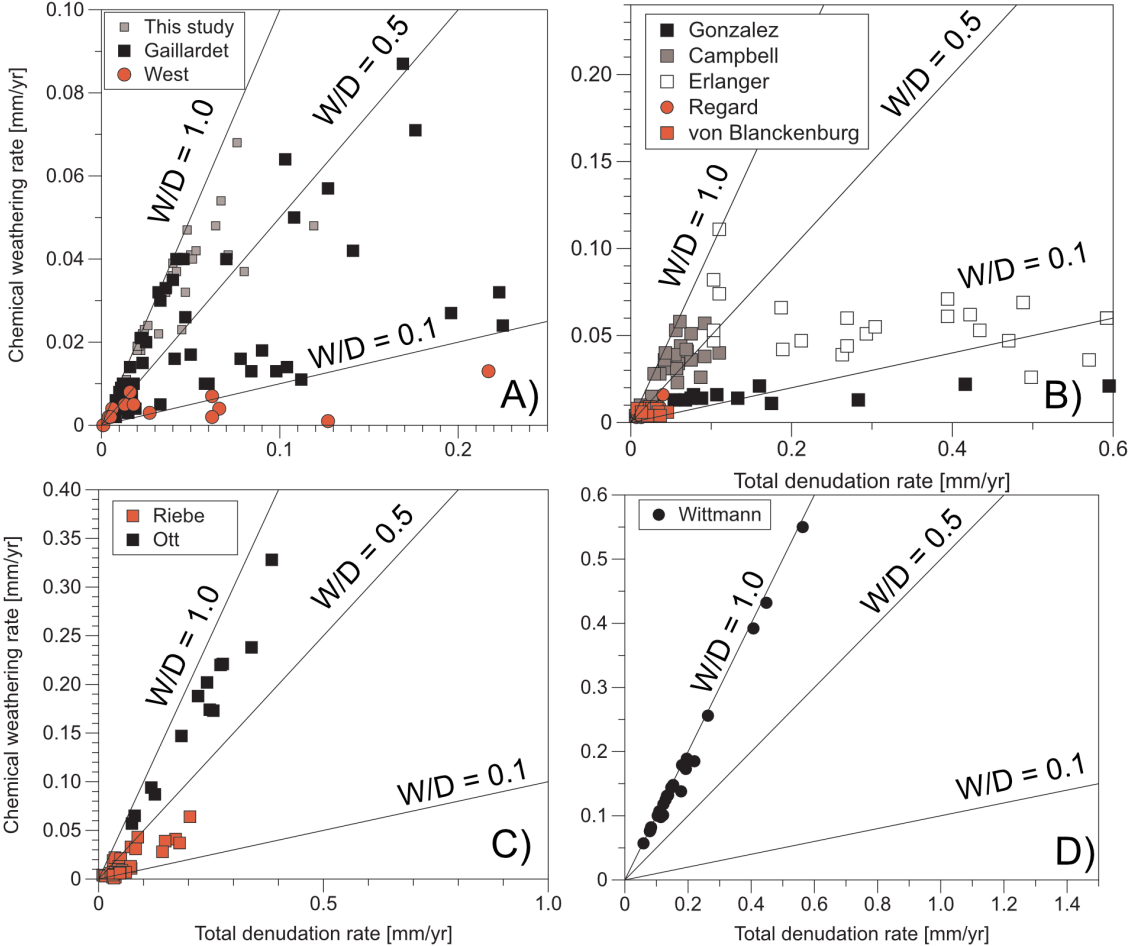 0.10
0.08
0.06
0.04
0.02
0
Chemical weathering rate [mm/yr]
This study
Gaillardet
West
W/D = 1.0
W/D = 0.5
W/D = 0.1
A)
0
0.1
0.2
0.20
0.15
0.10
0.05
0
Gonzalez
Campbell
Erlanger
Regard
von Blanckenburg
W/D = 1.0
W/D = 0.5
W/D = 0.1
B)
0
0.2
0.4
0.6
Total denudation rate [mm/yr]
0.40
0.35
0.30
0.25
0.20
0.15
0.10
0.05
0
Chemical weathering rate [mm/yr]
Riebe
Ott
W/D = 1.0
W/D = 0.5
W/D = 0.1
C)
0
0.5
1.0
Total denudation rate [mm/yr]
0.6
0.5
0.4
0.3
0.2
0.1
0
Wittmann
W/D = 1.0
W/D = 0.5
W/D = 0.1
D)
0
0.2
0.4
0.6
0.8
1.0
1.2
1.4
Total denudation rate [mm/yr]